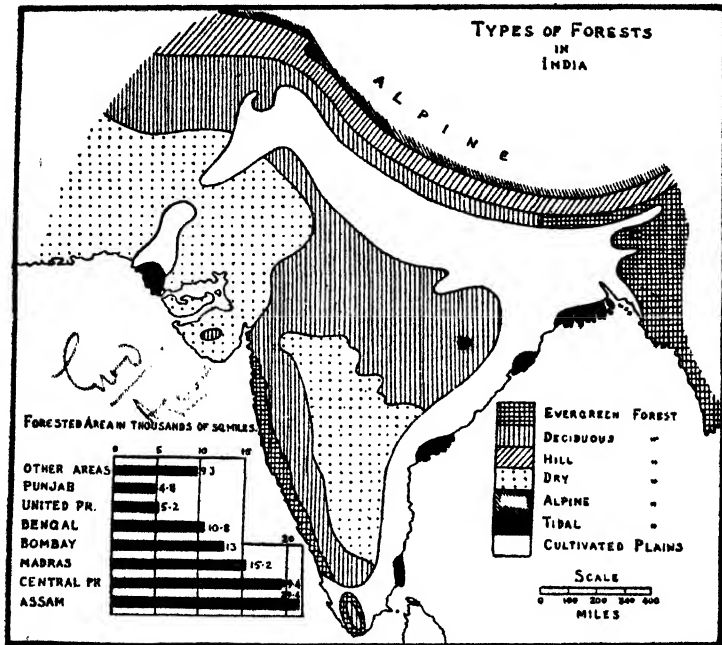 TYPES OF FORESTS
IN
INDIA
ALPINE
FORESTED AREA IN THOUSANDS OF SQ.MILES.
0 5 10 15
20
OTHER AREAS 9.3
PUNJAB 4.8
UNITED PR. 5.2
BENGAL 10.8
BOMBAY 13
MADRAS 15.2
CENTRAL PR
ASSAM
EVERGREEN FOREST
DECIDUOUS "
HILL "
DRY "
ALPINE "
TIDAL "
CULTIVATED PLAINS
SCALE
0 100 200 300 400
MILES